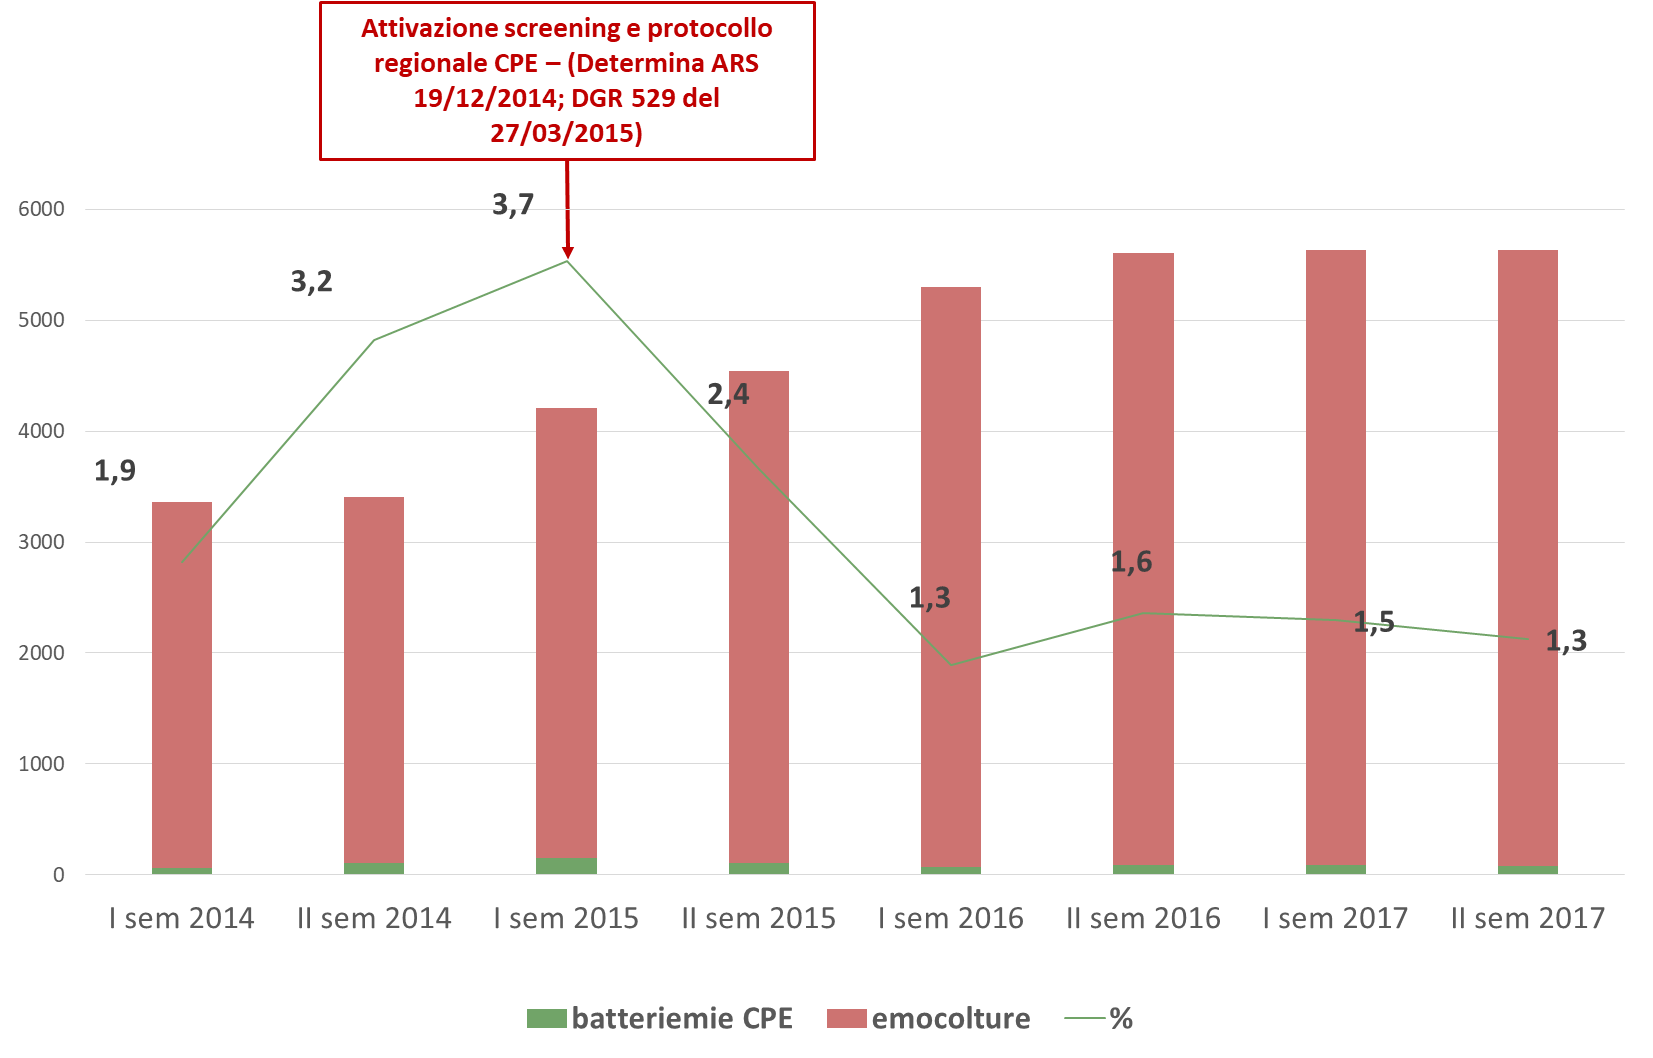 Attivazione screening e protocollo
regionale CPE – (Determina ARS
19/12/2014; DGR 529 del
27/03/2015)
3,7
6000
3,2
5000
2,4
4000
1,9
3000
1,6
1,3
1,5
1,3
2000
1000
0
I sem 2014
II sem 2014
I sem 2015
II sem 2015
I sem 2016
II sem 2016
I sem 2017
II sem 2017
batteriemie CPE
emocolture
%